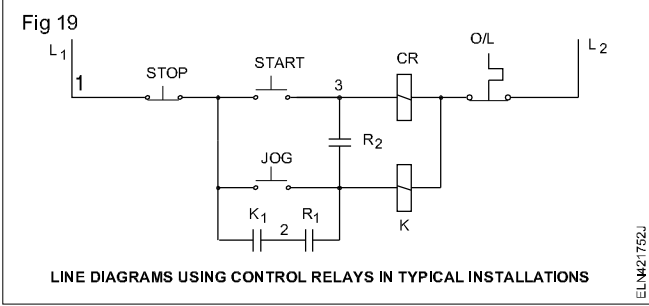 Fig 19
L1
1
STOP
START
3
CR
O/L
L2
R2
JOG
K1
2
R1
K
LINE DIAGRAMS USING CONTROL RELAYS IN TYPICAL INSTALLATIONS
ELN421752J